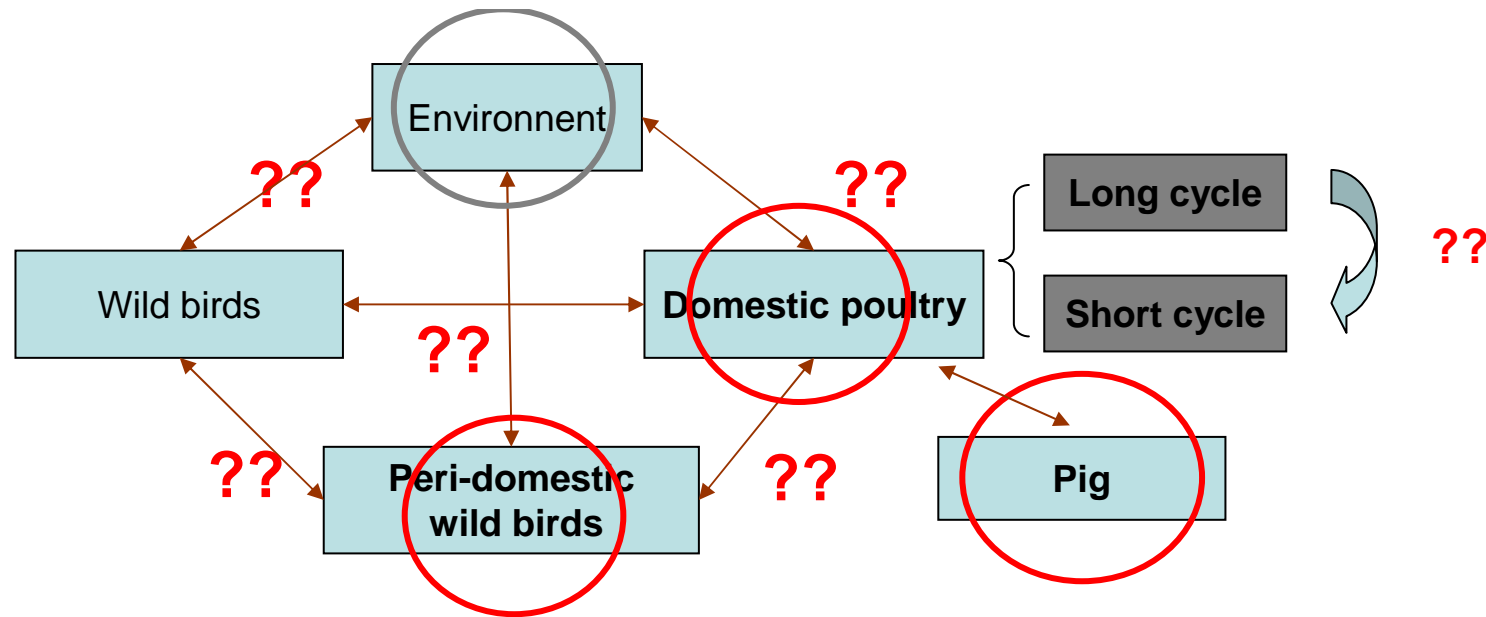 Environnent
??
??
Long cycle
??
Wild birds
Domestic poultry
Short cycle
??
??
Peri-domestic
wild birds
??
Pig